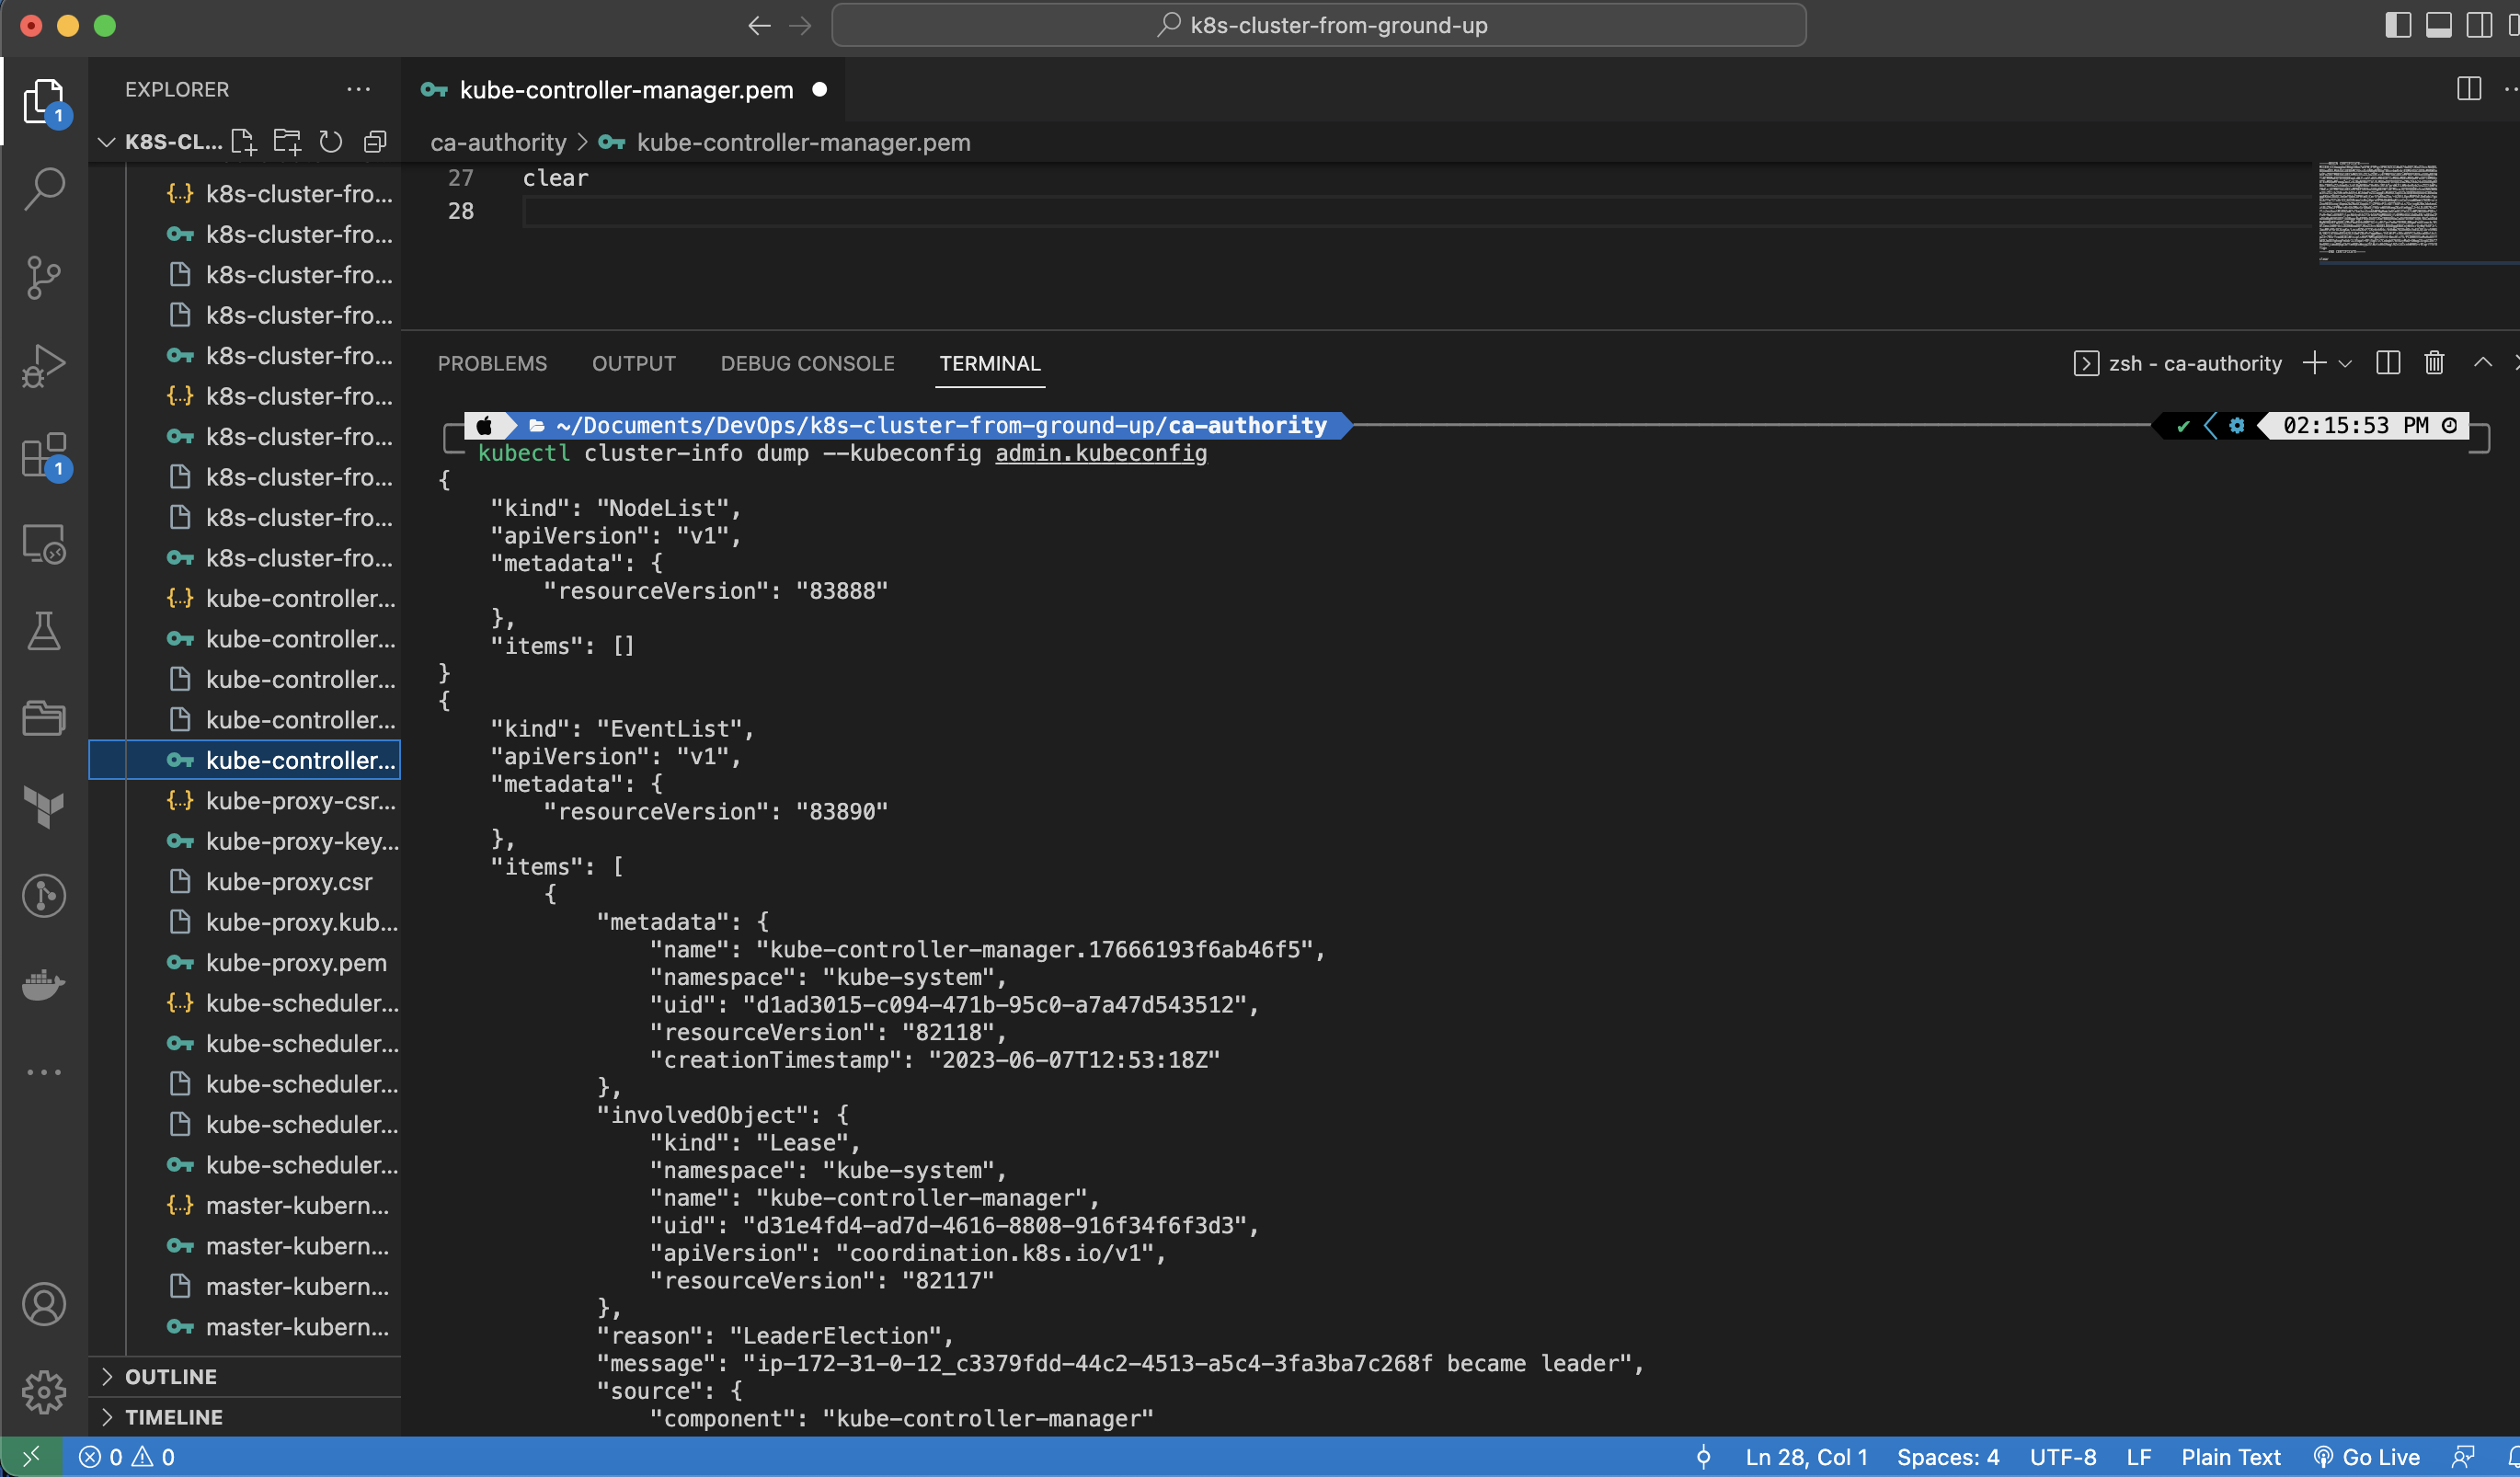 k8s-cluster-from-ground-up
EXPLORER
kube-controller-manager.pem
1
K8S-CL...
ca-authority > kube-controller-manager.pem
27 clear
28
k8s-cluster-fro...
k8s-cluster-fro...
k8s-cluster-fro...
k8s-cluster-fro...
k8s-cluster-fro...
k8s-cluster-fro...
k8s-cluster-fro...
k8s-cluster-fro...
k8s-cluster-fro...
k8s-cluster-fro...
kube-controller...
kube-controller...
kube-controller...
kube-controller...
kube-controller...
kube-proxy-csr...
kube-proxy-key...
kube-proxy.csr
kube-proxy.kub...
kube-proxy.pem
kube-scheduler...
kube-scheduler...
kube-scheduler...
kube-scheduler...
kube-scheduler...
master-kubern...
master-kubern...
master-kubern...
master-kubern...
OUTLINE
TIMELINE
1
PROBLEMS OUTPUT DEBUG CONSOLE TERMINAL
zsh - ca-authority
~/Documents/DevOps/k8s-cluster-from-ground-up/ca-authority
02:15:53 PM
kubectl cluster-info dump --kubeconfig admin.kubeconfig
{
"kind": "NodeList",
"apiVersion": "v1",
"metadata": {
"resourceVersion": "83888"
},
"items": []
}
{
"kind": "EventList",
"apiVersion": "v1",
"metadata": {
"resourceVersion": "83890"
},
"items": [
{
"metadata": {
"name": "kube-controller-manager.17666193f6ab46f5",
"namespace": "kube-system",
"uid": "d1ad3015-c094-471b-95c0-a7a47d543512",
"resourceVersion": "82118",
"creationTimestamp": "2023-06-07T12:53:18Z"
},
"involvedObject": {
"kind": "Lease",
"namespace": "kube-system",
"name": "kube-controller-manager",
"uid": "d31e4fd4-ad7d-4616-8808-916f34f6f3d3",
"apiVersion": "coordination.k8s.io/v1",
"resourceVersion": "82117"
},
"reason": "LeaderElection",
"message": "ip-172-31-0-12_c3379fdd-44c2-4513-a5c4-3fa3ba7c268f became leader",
"source": {
"component": "kube-controller-manager"
0 0
Ln 28, Col 1 Spaces: 4 UTF-8 LF Plain Text Go Live